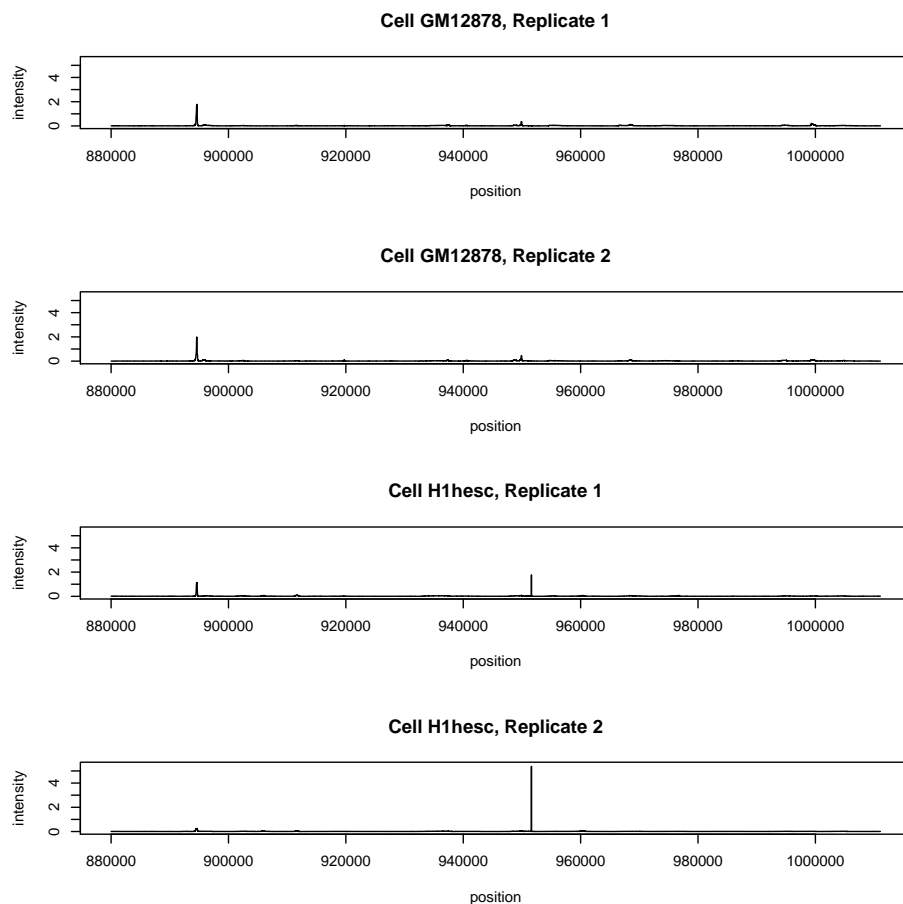 Cell GM12878, Replicate 1
intensity
0 2 4
880000 900000 920000 940000 960000 980000 1000000
position
Cell GM12878, Replicate 2
intensity
0 2 4
880000 900000 920000 940000 960000 980000 1000000
position
Cell H1hesc, Replicate 1
intensity
0 2 4
880000 900000 920000 940000 960000 980000 1000000
position
Cell H1hesc, Replicate 2
intensity
0 2 4
880000 900000 920000 940000 960000 980000 1000000
position